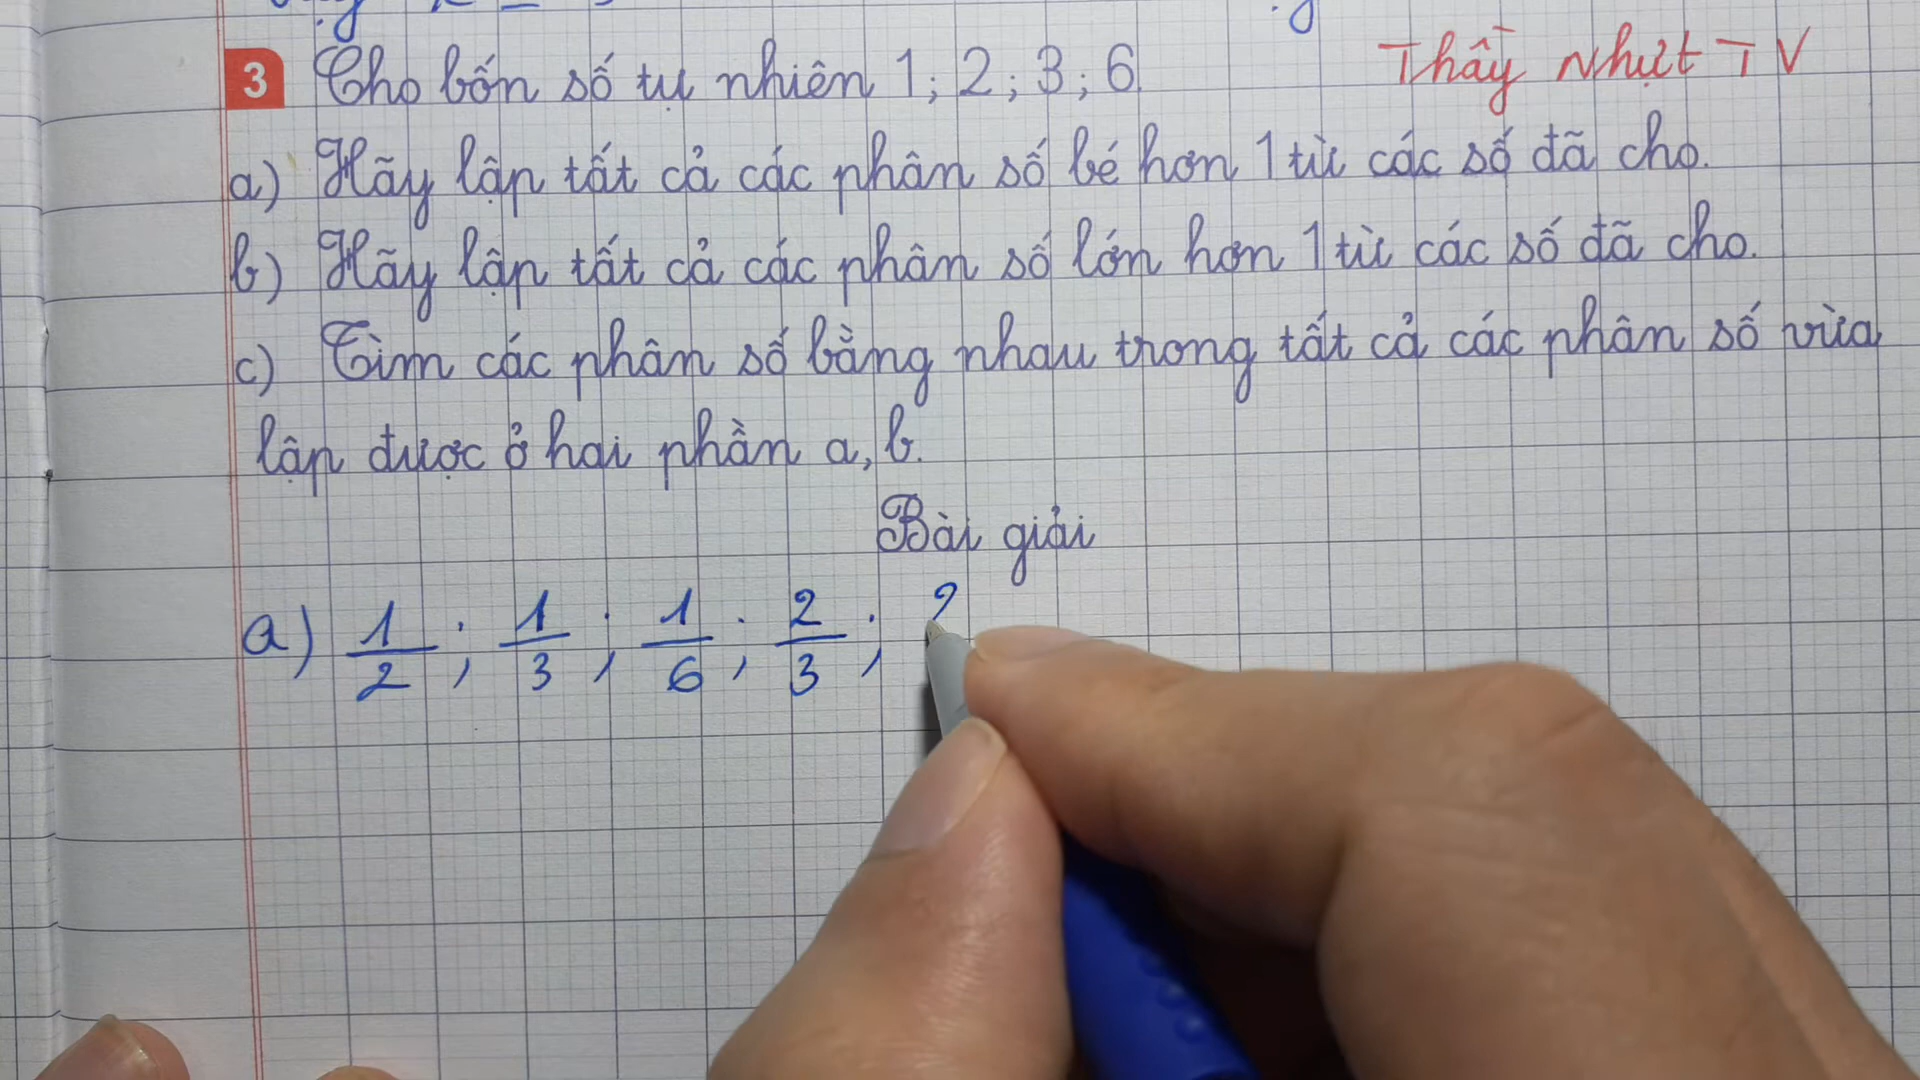 3 Cho bốn số tự nhiên 1; 2; 3; 6 Thầy Nhựt TV
a) Hãy lập tất cả các phân số bé hơn 1 từ các số đã cho.
b) Hãy lập tất cả các phân số lớn hơn 1 từ các số đã cho.
c) Tìm các phân số bằng nhau trong tất cả các phân số vừa
lập được ở hai phần a, b.
Bài giải
a) 1/2 ; 1/3 ; 1/6 ; 2/3 ; 2